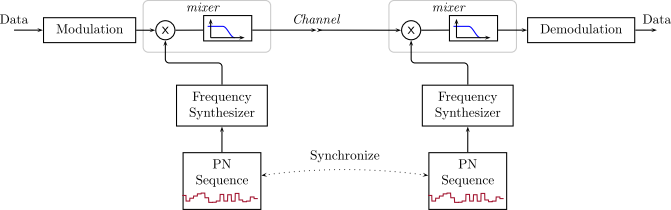 mixer
mixer
Data
Modulation
X
Channel
X
Demodulation
Data
Frequency
Synthesizer
Frequency
Synthesizer
Synchronize
PN
Sequence
PN
Sequence